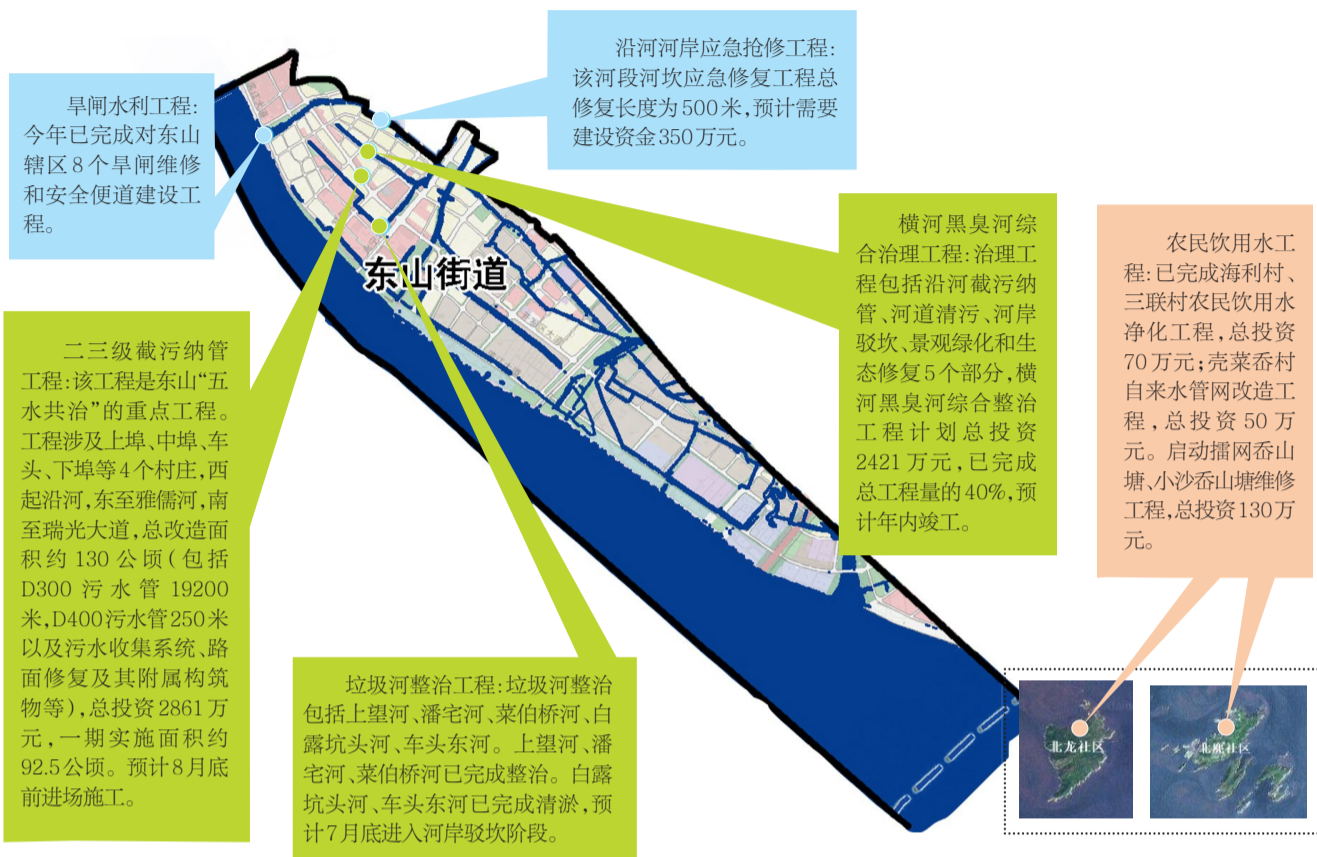 旱闸水利工程:
今年已完成对东山
辖区8个旱闸维修
和安全便道建设工
程。
沿河河岸应急抢修工程:
该河段河坎应急修复工程总
修复长度为500米,预计需要
建设资金350万元。
东山街道
二三级截污纳管
工程:该工程是东山“五
水共治”的重点工程。
工程涉及上埠、中埠、车
头、下埠等4个村庄,西
起沿河,东至雅儒河,南
至瑞光大道,总改造面
积约130公顷(包括
D300污水管19200
米,D400污水管250米
以及污水收集系统、路
面修复及其附属构筑
物等),总投资2861万
元,一期实施面积约
92.5公顷。预计8月底
前进场施工。
垃圾河整治工程:垃圾河整治
包括上望河、潘宅河、菜伯桥河、白
露坑头河、车头东河。上望河、潘
宅河、菜伯桥河已完成整治。白露
坑头河、车头东河已完成清淤,预
计7月底进入河岸驳坎阶段。
横河黑臭河综
合治理工程:治理工
程包括沿河截污纳
管、河道清污、河岸
驳坎、景观绿化和生
态修复5个部分,横
河黑臭河综合整治
工程计划总投资
2421万元,已完成
总工程量的40%,预
计年内竣工。
农民饮用水工
程:已完成海利村、
三联村农民饮用水
净化工程,总投资
70万元;壳菜岙村
自来水管网改造工
程,总投资50万
元。启动擂网岙山
塘、小沙岙山塘维修
工程,总投资130万
元。
北龙社区
北麂社区